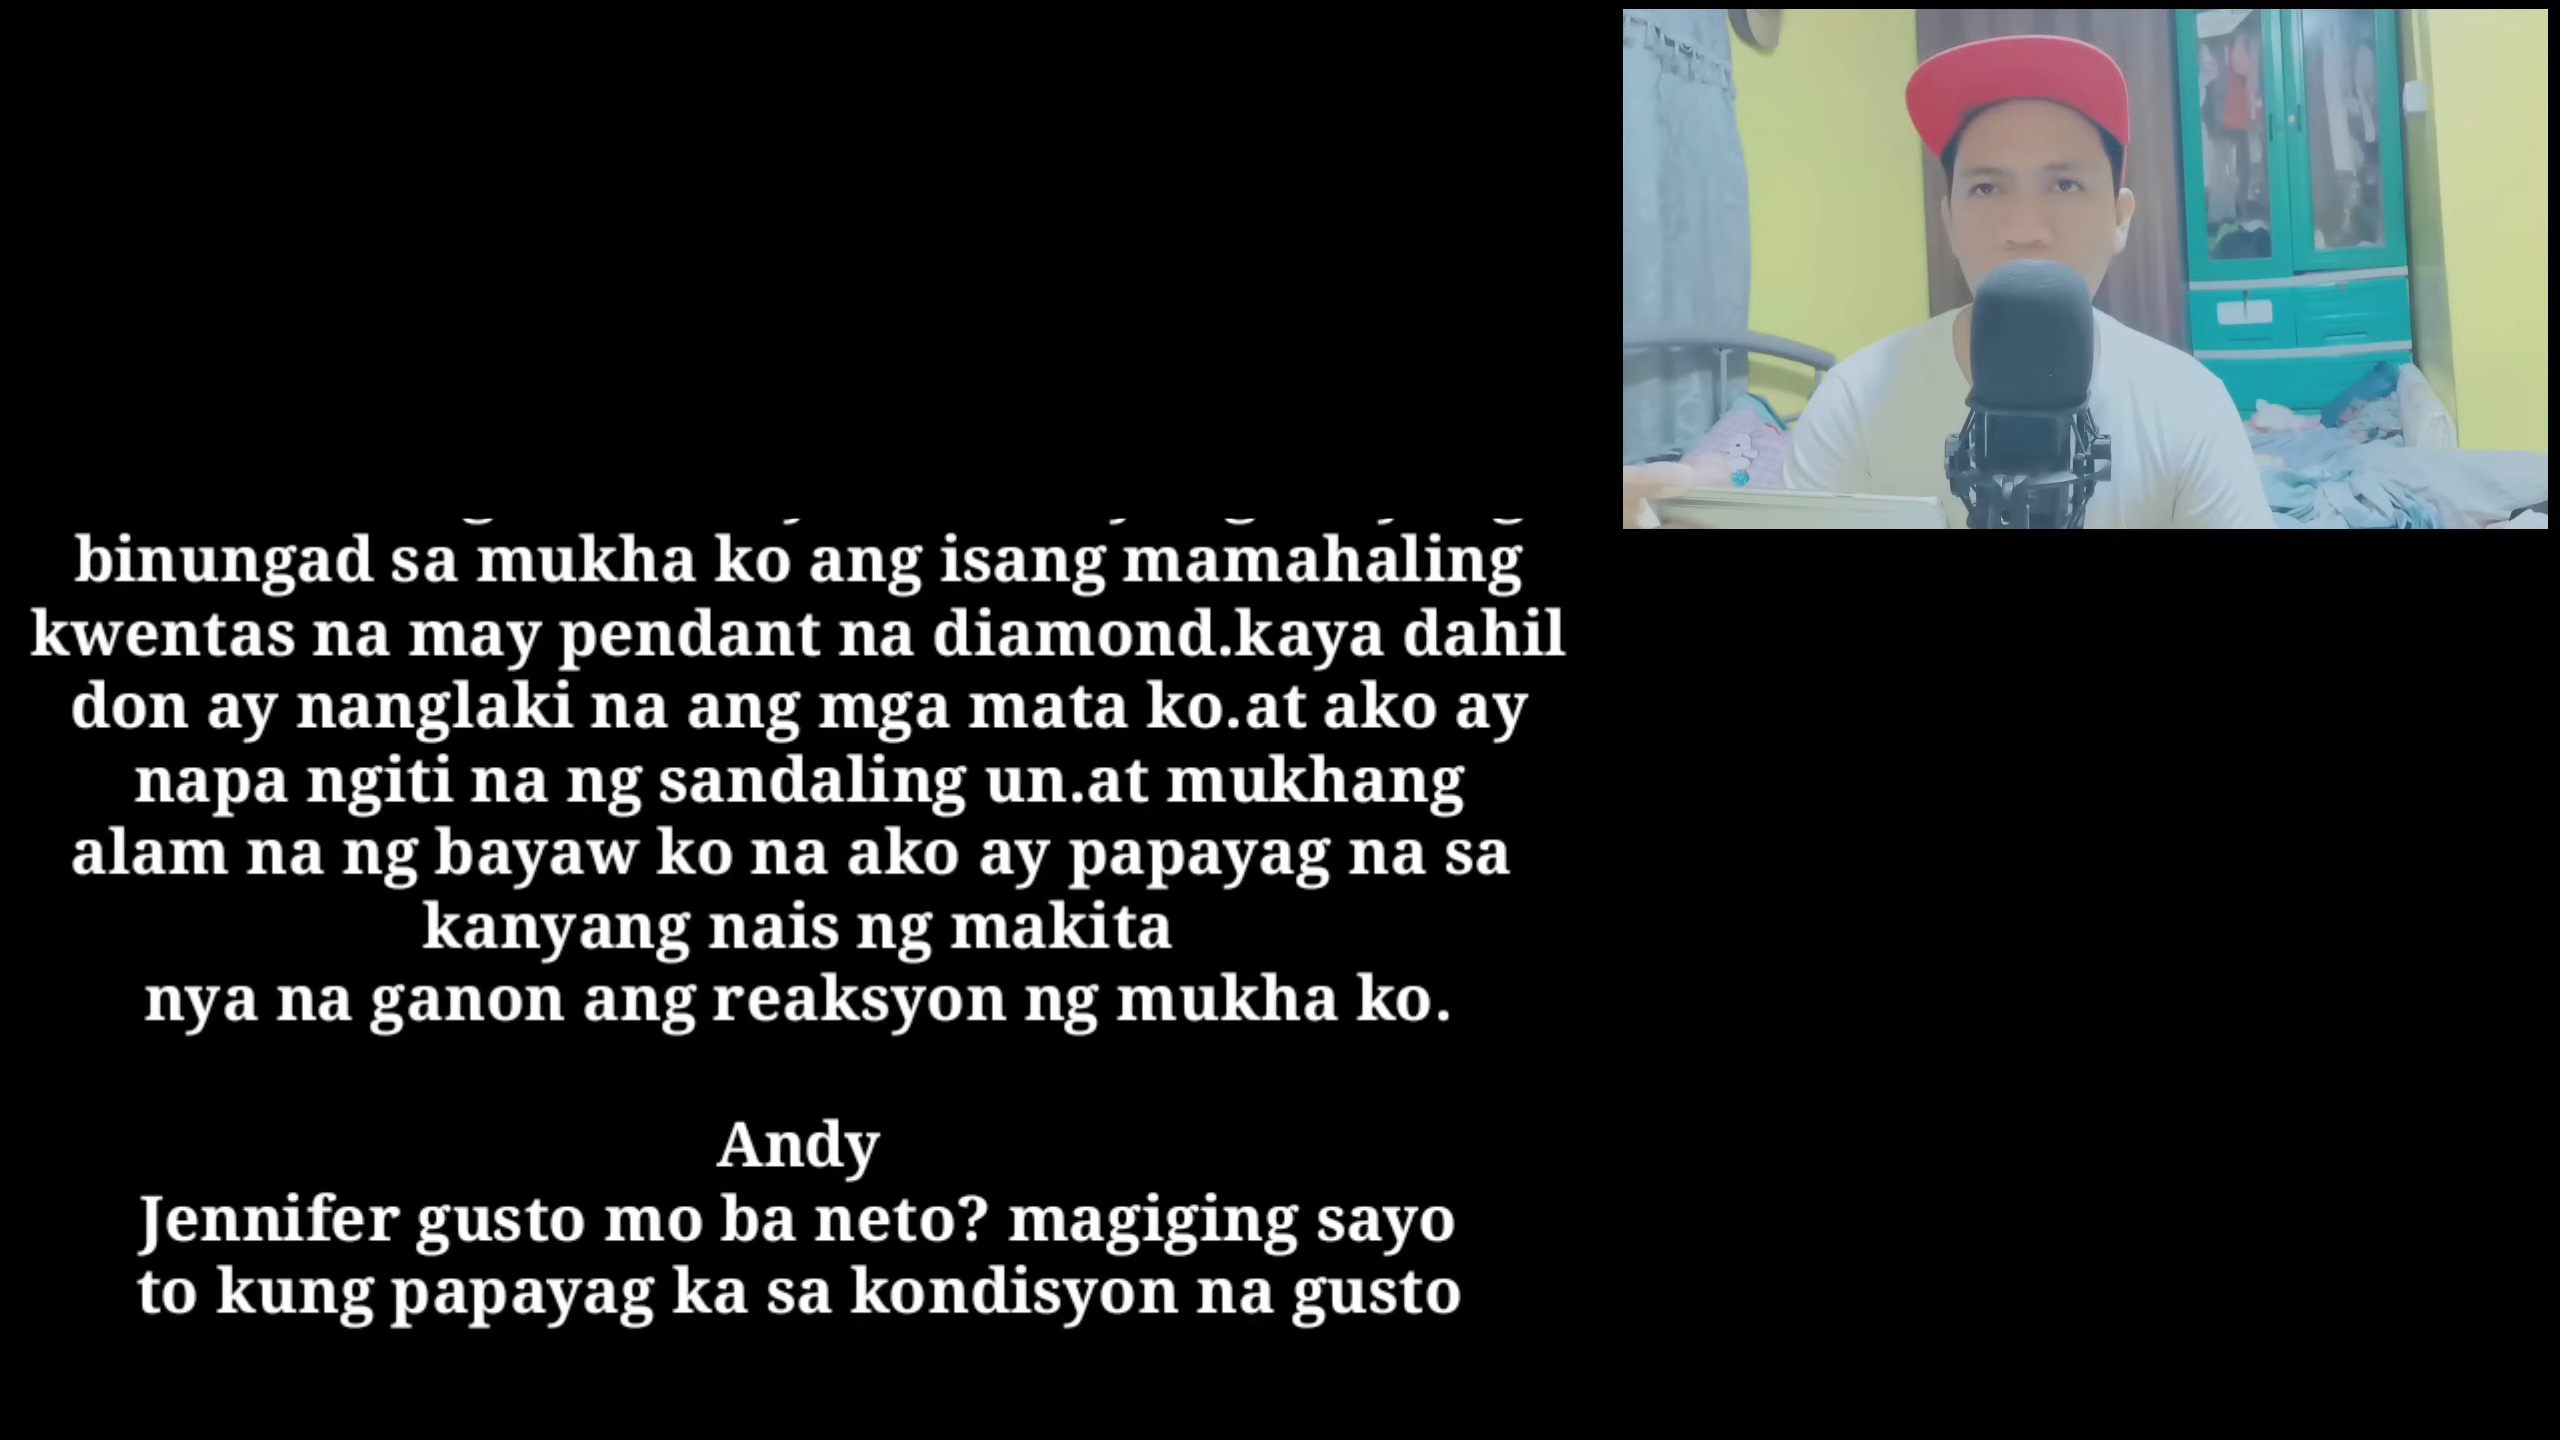 binungad sa mukha ko ang isang mamahaling
kwentas na may pendant na diamond.kaya dahil
don ay nanglaki na ang mga mata ko.at ako ay
napa ngiti na ng sandaling un.at mukhang
alam na ng bayaw ko na ako ay papayag na sa
kanyang nais ng makita
nya na ganon ang reaksyon ng mukha ko.
Andy
Jennifer gusto mo ba neto? magiging sayo
to kung papayag ka sa kondisyon na gusto